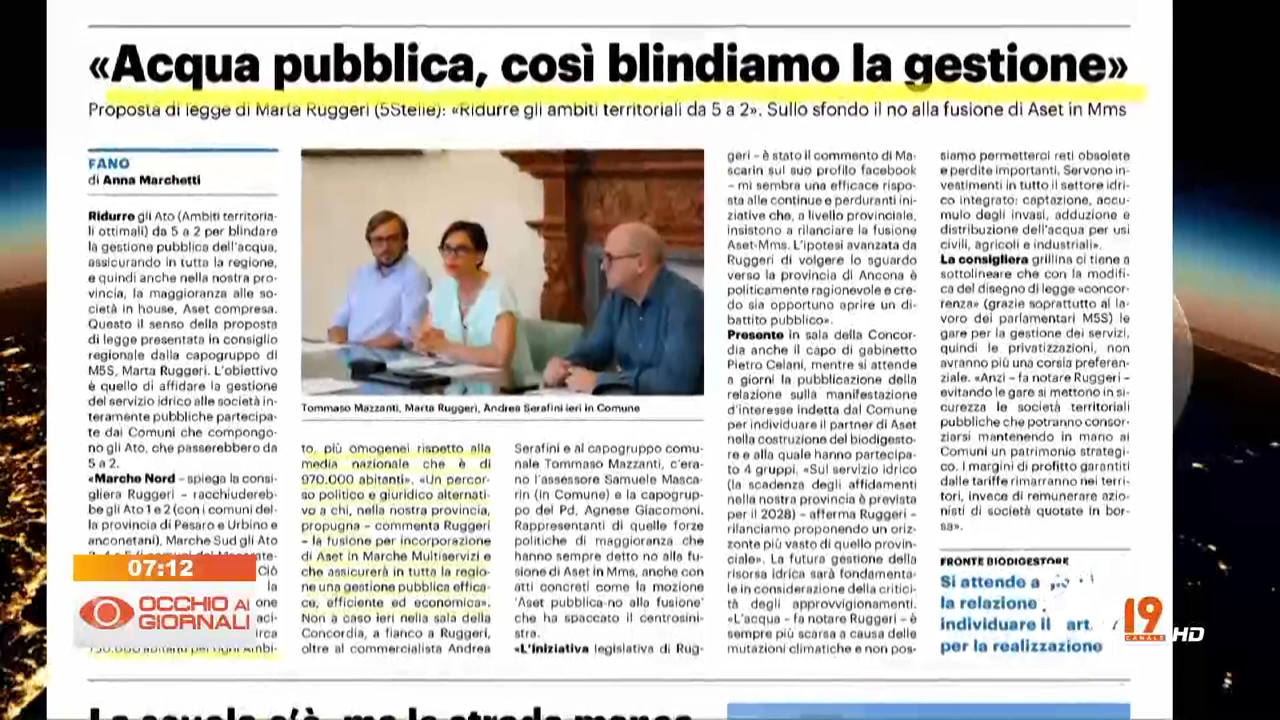 «Acqua pubblica, così blindiamo la gestione»
Proposta di legge di Marta Ruggeri (5Stelle): «Ridurre gli ambiti territoriali da 5 a 2». Sullo sfondo il no alla fusione di Aset in Mms
FANO
di Anna Marchetti
Ridurre gli Ato (Ambiti territoria-
li ottimali) da 5 a 2 per blindare
la gestione pubblica dell'acqua,
assicurando in tutta la regione,
e quindi anche nella nostra pro-
vincia, la maggioranza alle so-
cietà in house, Aset compresa.
Questo il senso della proposta
di legge presentata in consiglio
regionale dalla capogruppo di
M5S, Marta Ruggeri. L'obiettivo
è quello di affidare la gestione
del servizio idrico alle società in-
teramente pubbliche partecipa-
te dai Comuni che compongo-
no gli Ato, che passerebbero da
5 a 2.
«Marche Nord – spiega la consi-
gliera Ruggeri – racchiudereb-
be gli Ato 1 e 2 (con i comuni del-
la provincia di Pesaro e Urbino e
anconetani), Marche Sud gli Ato
Ciò
la
one
aci-
irca
abitanti per ogni Ambi-
Tommaso Mazzanti, Marta Ruggeri, Andrea Serafini ieri in Comune
to, più omogenei rispetto alla
media nazionale che è di
970.000 abitanti». «Un percor-
so politico e giuridico alternati-
vo a chi, nella nostra provincia,
propugna – commenta Ruggeri
– la fusione per incorporazione
di Aset in Marche Multiservizi e
che assicurerà in tutta la regio-
ne una gestione pubblica effica-
ce, efficiente ed economica».
Non a caso ieri nella sala della
Concordia, a fianco a Ruggeri,
oltre al commercialista Andrea
Serafini e al capogruppo comu-
nale Tommaso Mazzanti, c'era-
no l'assessore Samuele Masca-
rin (in Comune) e la capogrup-
po del Pd, Agnese Giacomoni.
Rappresentanti di quelle forze
politiche di maggioranza che
hanno sempre detto no alla fu-
sione di Aset in Mms, anche con
atti concreti come la mozione
'Aset pubblica-no alla fusione'
che ha spaccato il centrosini-
stra.
«L'iniziativa legislativa di Rug-
geri – è stato il commento di Ma-
scarin sul suo profilo facebook
– mi sembra una efficace rispo-
sta alle continue e perduranti ini-
ziative che, a livello provinciale,
insistono a rilanciare la fusione
Aset-Mms. L'ipotesi avanzata da
Ruggeri di volgere lo sguardo
verso la provincia di Ancona è
politicamente ragionevole e cre-
do sia opportuno aprire un di-
battito pubblico».
Presente in sala della Concor-
dia anche il capo di gabinetto
Pietro Celani, mentre si attende
a giorni la pubblicazione della
relazione sulla manifestazione
d'interesse indetta dal Comune
per individuare il partner di Aset
nella costruzione del biodigesto-
re e alla quale hanno partecipa-
to 4 gruppi. «Sul servizio idrico
(la scadenza degli affidamenti
nella nostra provincia è prevista
per il 2028) – afferma Ruggeri –
rilanciamo proponendo un oriz-
zonte più vasto di quello provin-
ciale». La futura gestione della
risorsa idrica sarà fondamenta-
le in considerazione della critici-
tà degli approvvigionamenti.
«L'acqua – fa notare Ruggeri – è
sempre più scarsa a causa delle
mutazioni climatiche e non pos-
siamo permetterci reti obsolete
e perdite importanti. Servono in-
vestimenti in tutto il settore idri-
co integrato: captazione, accu-
mulo degli invasi, adduzione e
distribuzione dell'acqua per usi
civili, agricoli e industriali».
La consigliera grillina ci tiene a
sottolineare che con la modifi-
ca del disegno di legge «concor-
renza» (grazie soprattutto al la-
voro dei parlamentari M5S) le
gare per la gestione dei servizi,
quindi le privatizzazioni, non
avranno più una corsia preferen-
ziale. «Anzi – fa notare Ruggeri –
evitando le gare si mettono in si-
curezza le società territoriali
pubbliche che potranno consor-
ziarsi mantenendo in mano ai
Comuni un patrimonio strategi-
co. I margini di profitto garantiti
dalle tariffe rimarranno nei terri-
tori, invece di remunerare azio-
nisti di società quotate in bor-
sa».
FRONTE BIODIGESTORE
Si attende a
la relazione
individuare il art
per la realizzazione
07:12
OCCHIO AI
GIORNALI
19
CANALE
HD